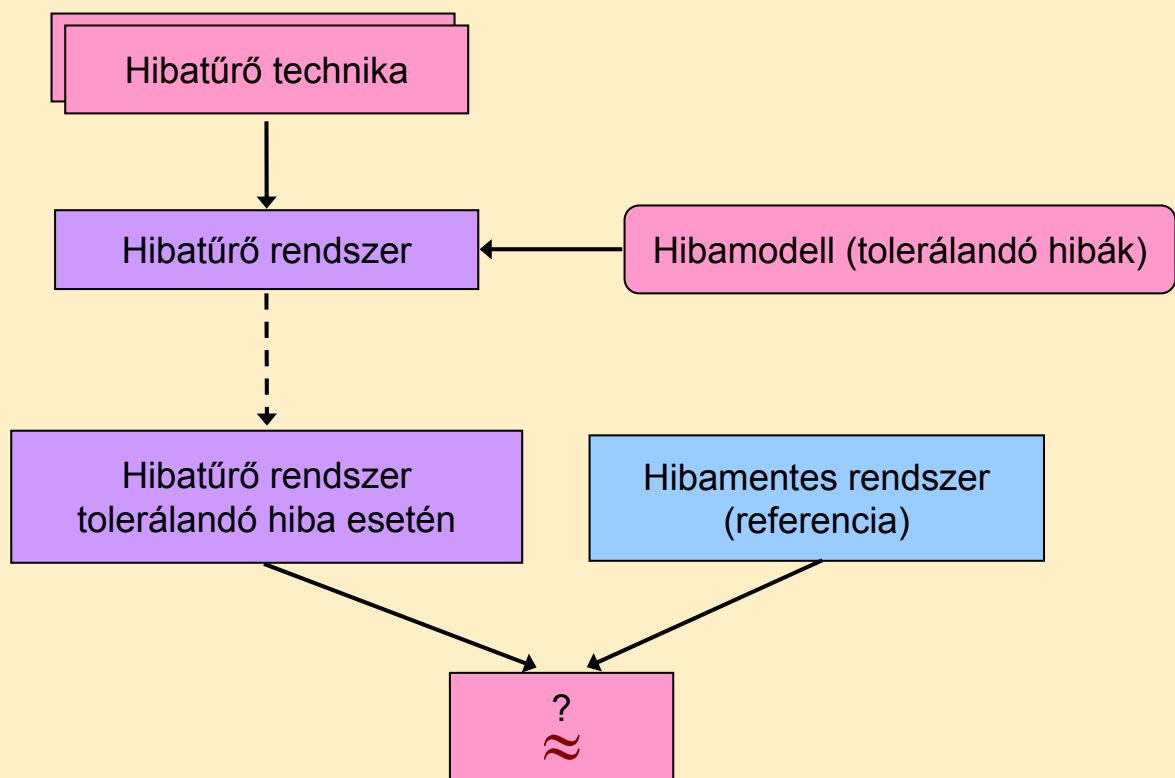 Hibatűrő technika
Hibatűrő rendszer
Hibamodell (tolerálandó hibák)
Hibatűrő rendszer
tolerálandó hiba esetén
Hibamentes rendszer
(referencia)
?
≈